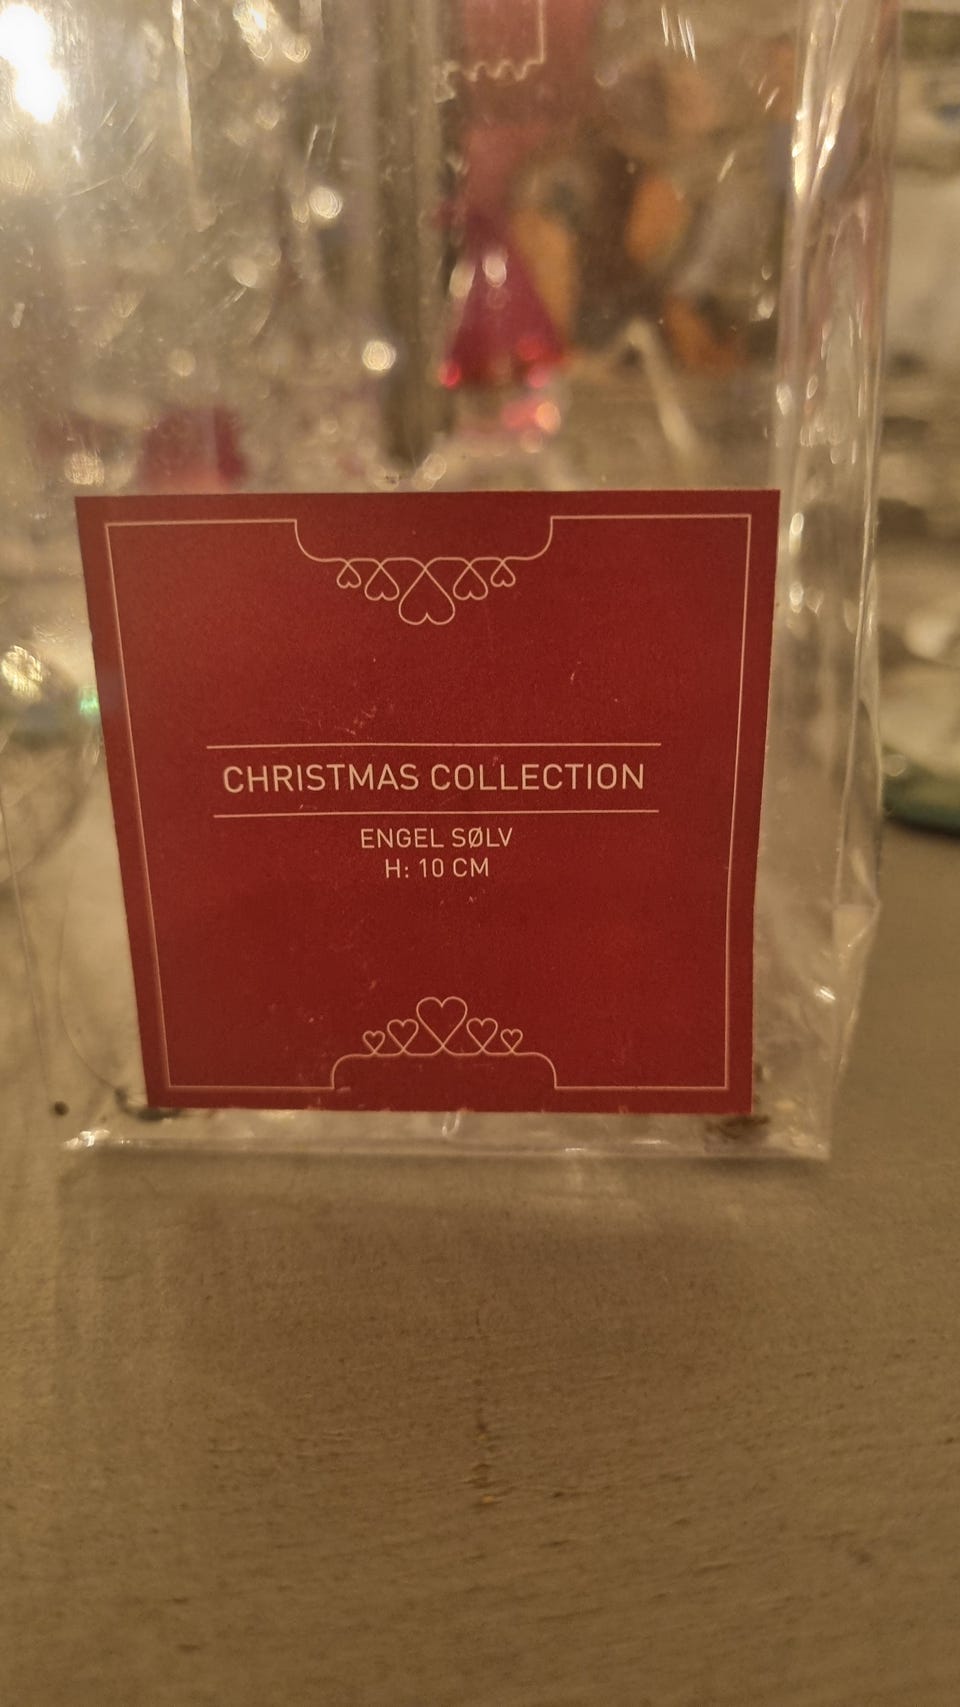 CHRISTMAS COLLECTION
ENGEL SØLV
H: 10 CM